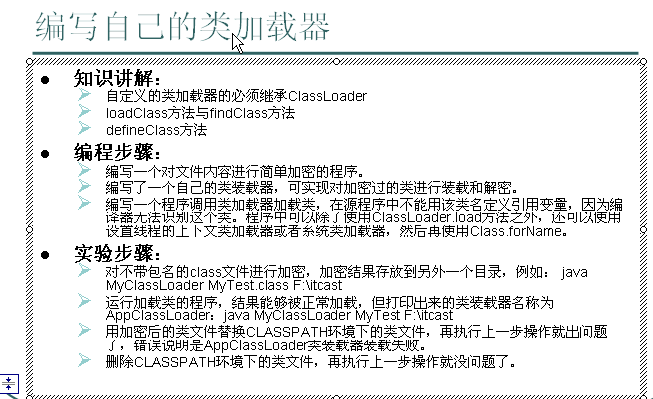 编写自己的类加载器
知识讲解：
自定义的类加载器的必须继承ClassLoader
loadClass方法与findClass方法
defineClass方法
编程步骤：
编写一个对文件内容进行简单加密的程序。
编写了一个自己的类装载器，可实现对加密过的类进行装载和解密。
编写一个程序调用类加载器加载类，在源程序中不能用该类名定义引用变量，因为编
译器无法识别这个类。程序中可以除了使用ClassLoader.load方法之外，还可以使用
设置线程的上下文类加载器或者系统类加载器，然后再使用Class.forName。
实验步骤：
对不带包名的class文件进行加密，加密结果存放到另外一个目录，例如： java
MyClassLoader MyTest.class F:\itcast
运行加载类的程序，结果能够被正常加载，但打印出来的类装载器名称为
AppClassLoader：java MyClassLoader MyTest F:\itcast
用加密后的类文件替换CLASSPATH环境下的类文件，再执行上一步操作就出问题
了，错误说明是AppClassLoader类装载器装载失败。
删除CLASSPATH环境下的类文件，再执行上一步操作就没问题了。